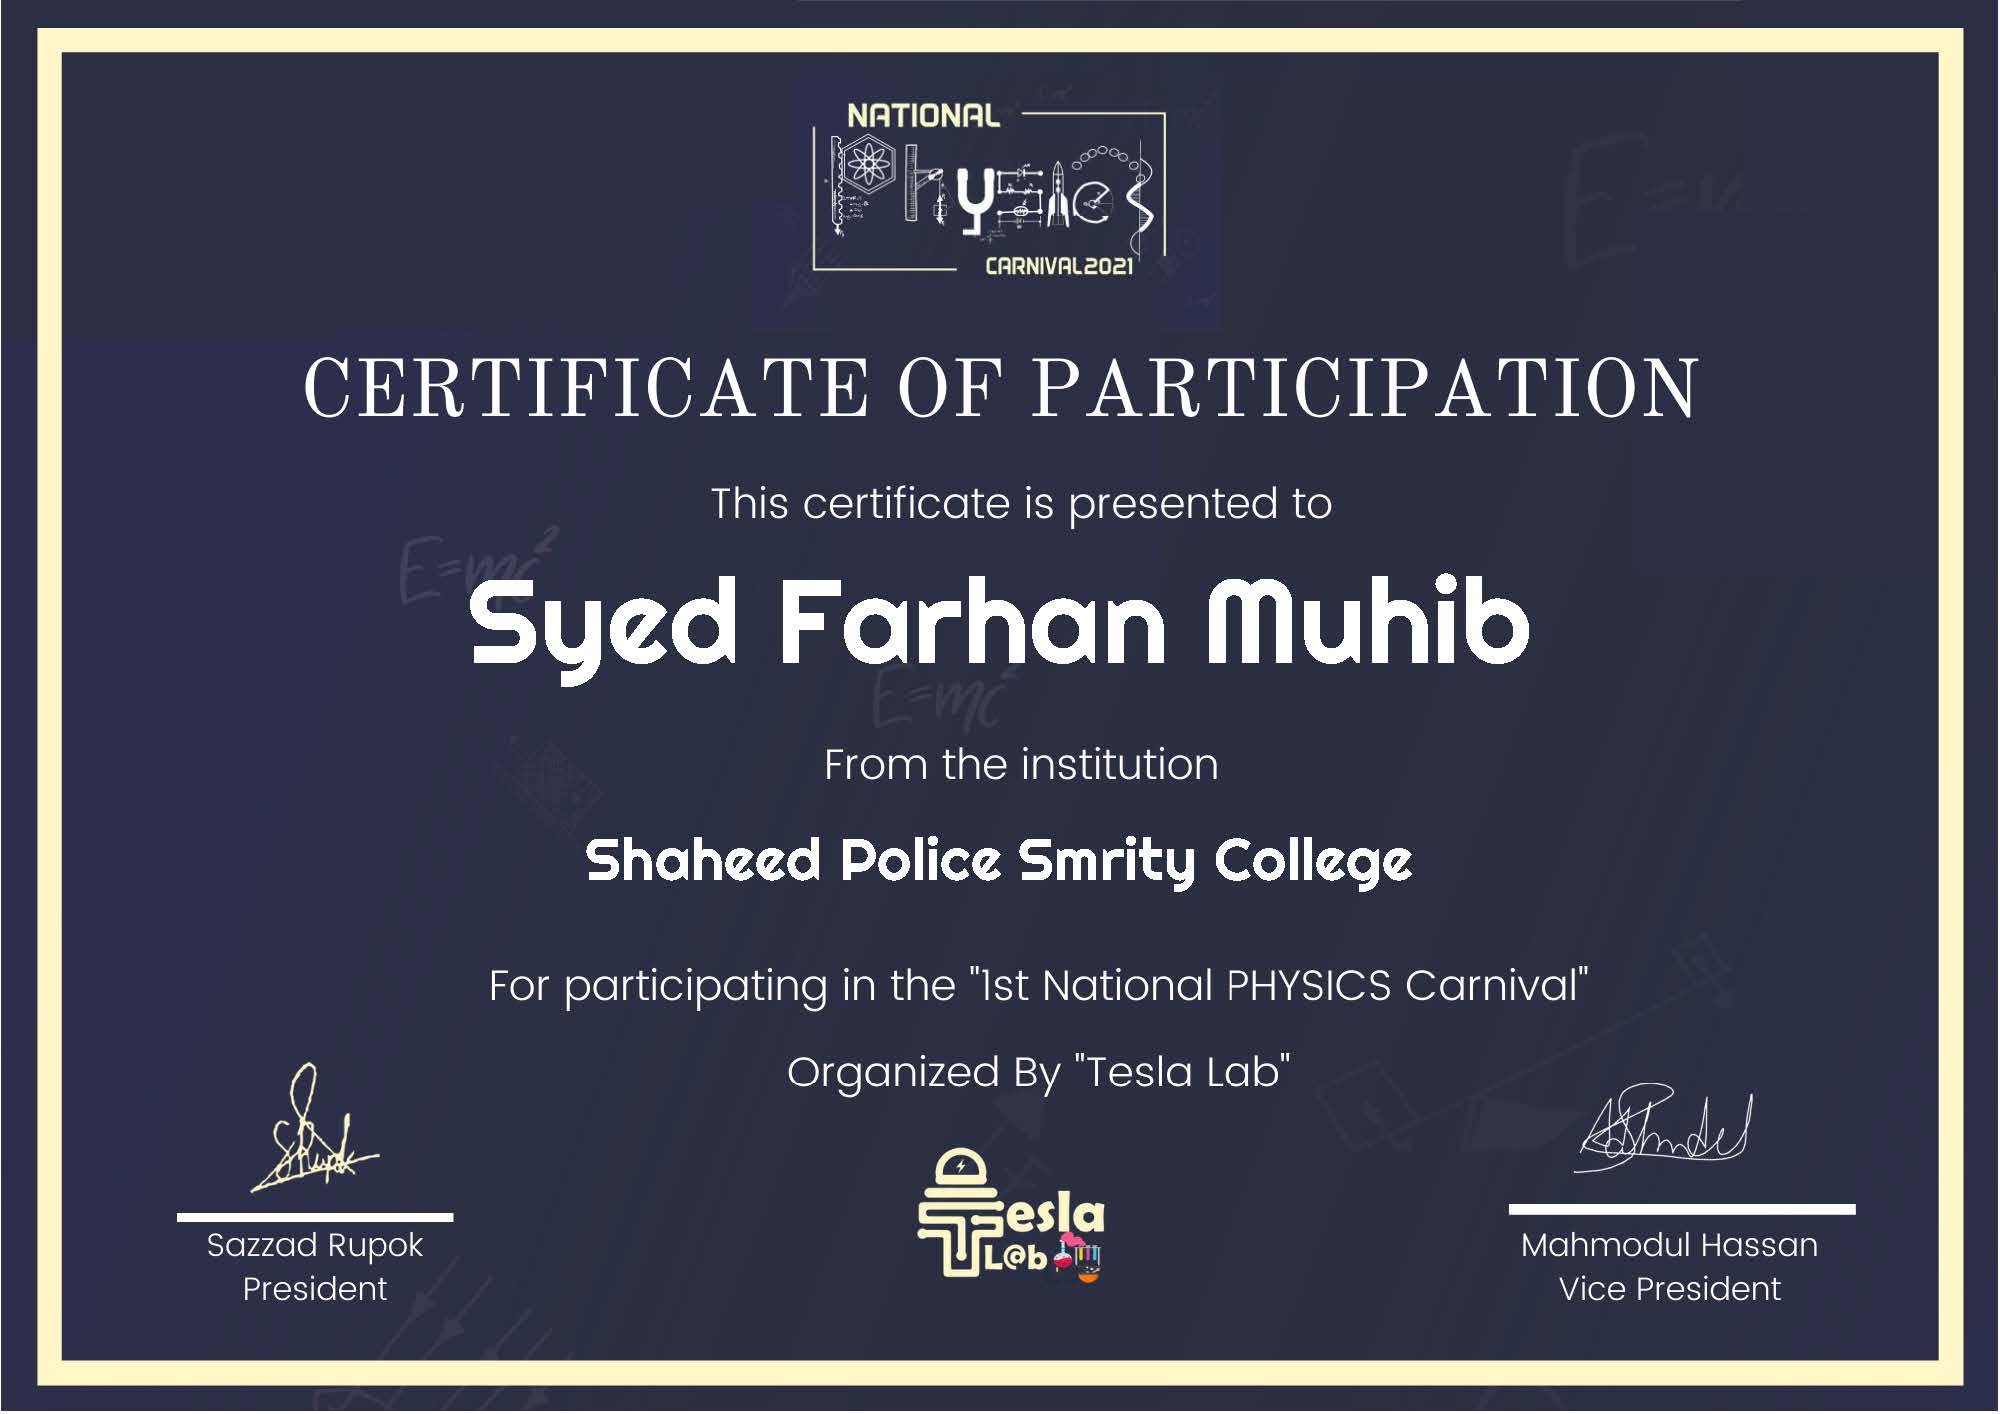 NATIONAL
Physics
CARNIVAL2021
CERTIFICATE OF PARTICIPATION
This certificate is presented to
E=mc²
Syed Farhan Muhib
E=mc²
From the institution
Shaheed Police Smrity College
For participating in the "1st National PHYSICS Carnival"
Organized By "Tesla Lab"
Tesla
L@b
Sazzad Rupok
President
Mahmodul Hassan
Vice President